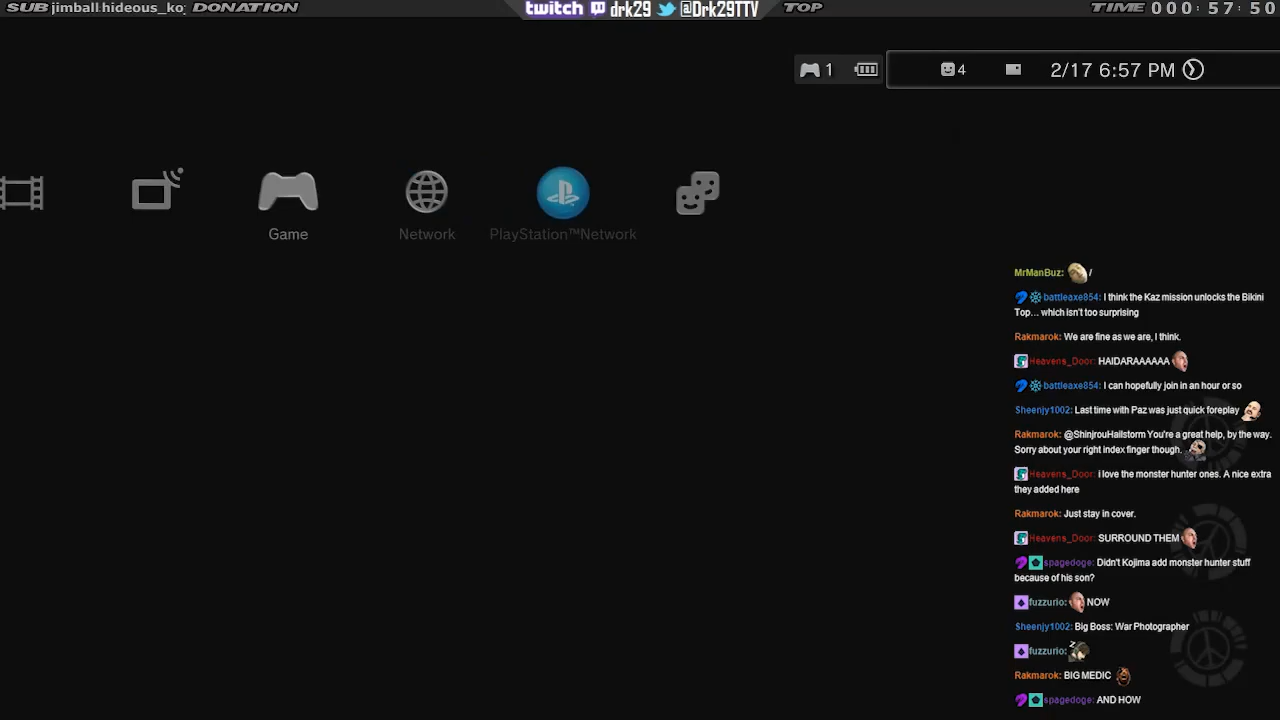 SUB jimball.hideous_ko, DONATION
twitch drk29 @Drk29TTV
TOP
TIME 000:57:50
1
4
2/17 6:57 PM
Game
Network
PlayStation™Network
MrManBuz: /
battleaxe854: I think the Kaz mission unlocks the Bikini
Top... which isn't too surprising
Rakmarok: We are fine as we are, I think.
Heavens_Door: HAIDARAAAAAA
battleaxe854: I can hopefully join in an hour or so
Sheenjy1002: Last time with Paz was just quick foreplay
Rakmarok: @ShinjrouHailstorm You're a great help, by the way.
Sorry about your right index finger though.
Heavens_Door: i love the monster hunter ones. A nice extra
they added here
Rakmarok: Just stay in cover.
Heavens_Door: SURROUND THEM
spagedoge: Didn't Kojima add monster hunter stuff
because of his son?
fuzzurio: NOW
Sheenjy1002: Big Boss: War Photographer
fuzzurio:
Rakmarok: BIG MEDIC
spagedoge: AND HOW